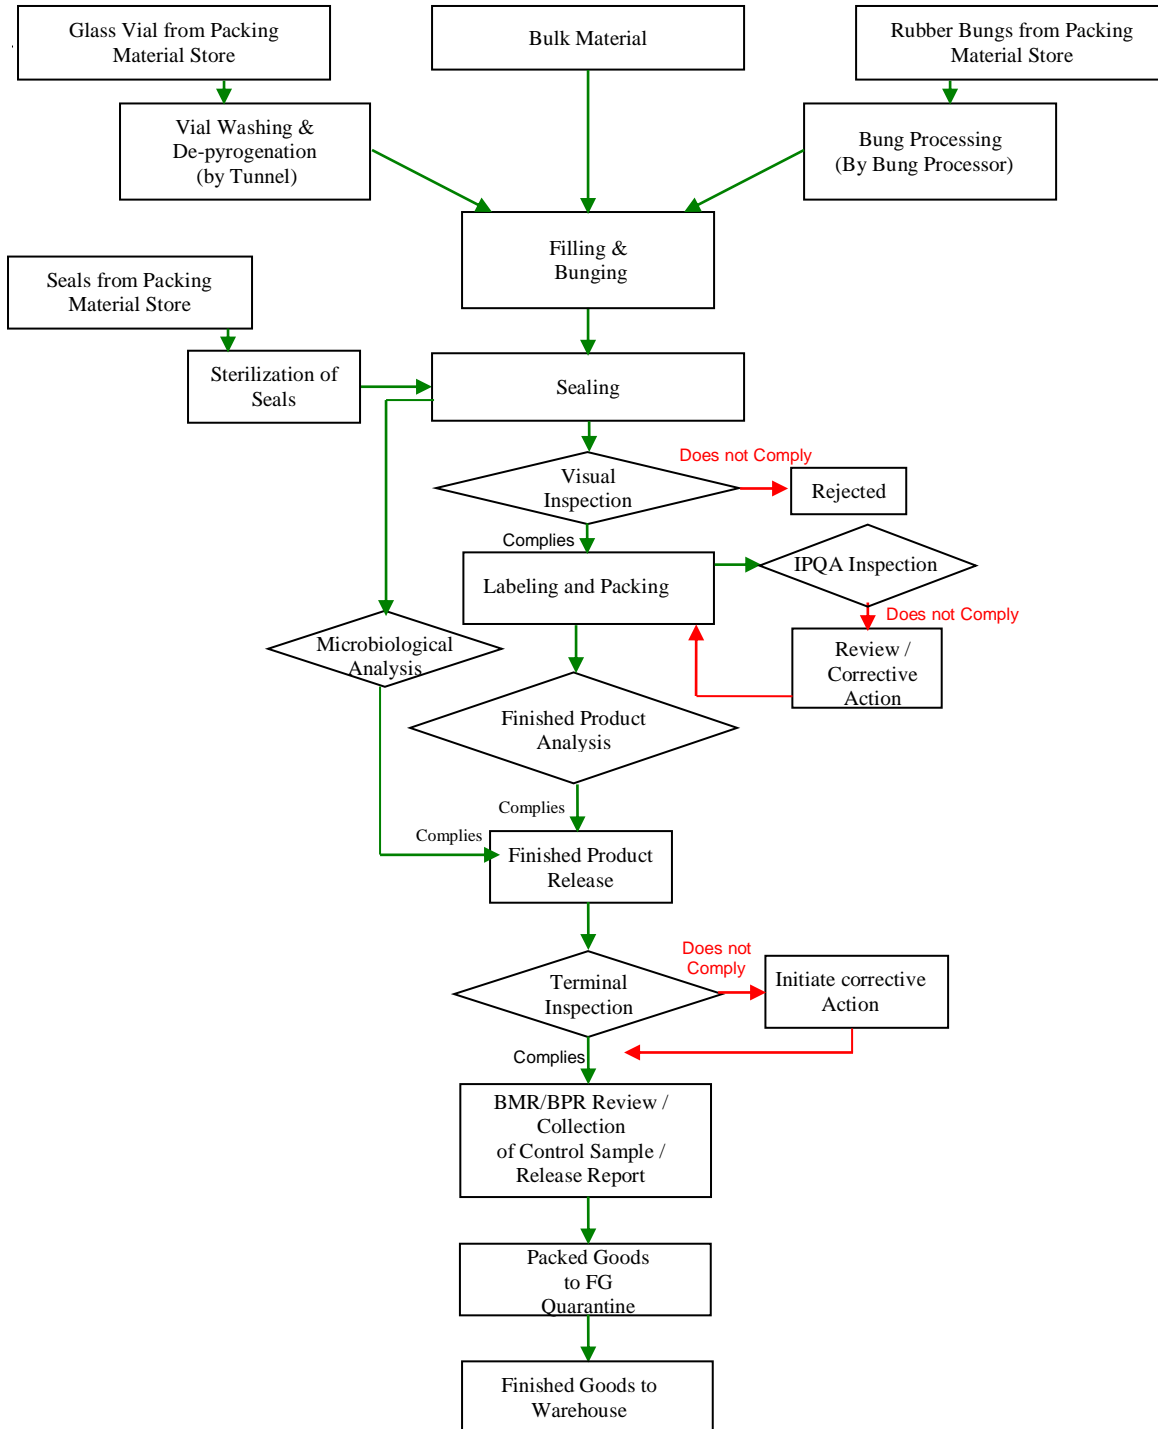 Glass Vial from Packing
Material Store
Bulk Material
Rubber Bungs from Packing
Material Store
Vial Washing &
De-pyrogenation
(by Tunnel)
Bung Processing
(By Bung Processor)
Filling &
Bunging
Seals from Packing
Material Store
Sterilization of
Seals
Sealing
Does not Comply
Visual
Inspection
Rejected
Complies
IPQA Inspection
Labeling and Packing
Does not Comply
Review /
Corrective
Action
Microbiological
Analysis
Finished Product
Analysis
Complies
Complies
Finished Product
Release
Does not
Comply
Terminal
Inspection
Initiate corrective
Action
Complies
BMR/BPR Review /
Collection
of Control Sample /
Release Report
Packed Goods
to FG
Quarantine
Finished Goods to
Warehouse